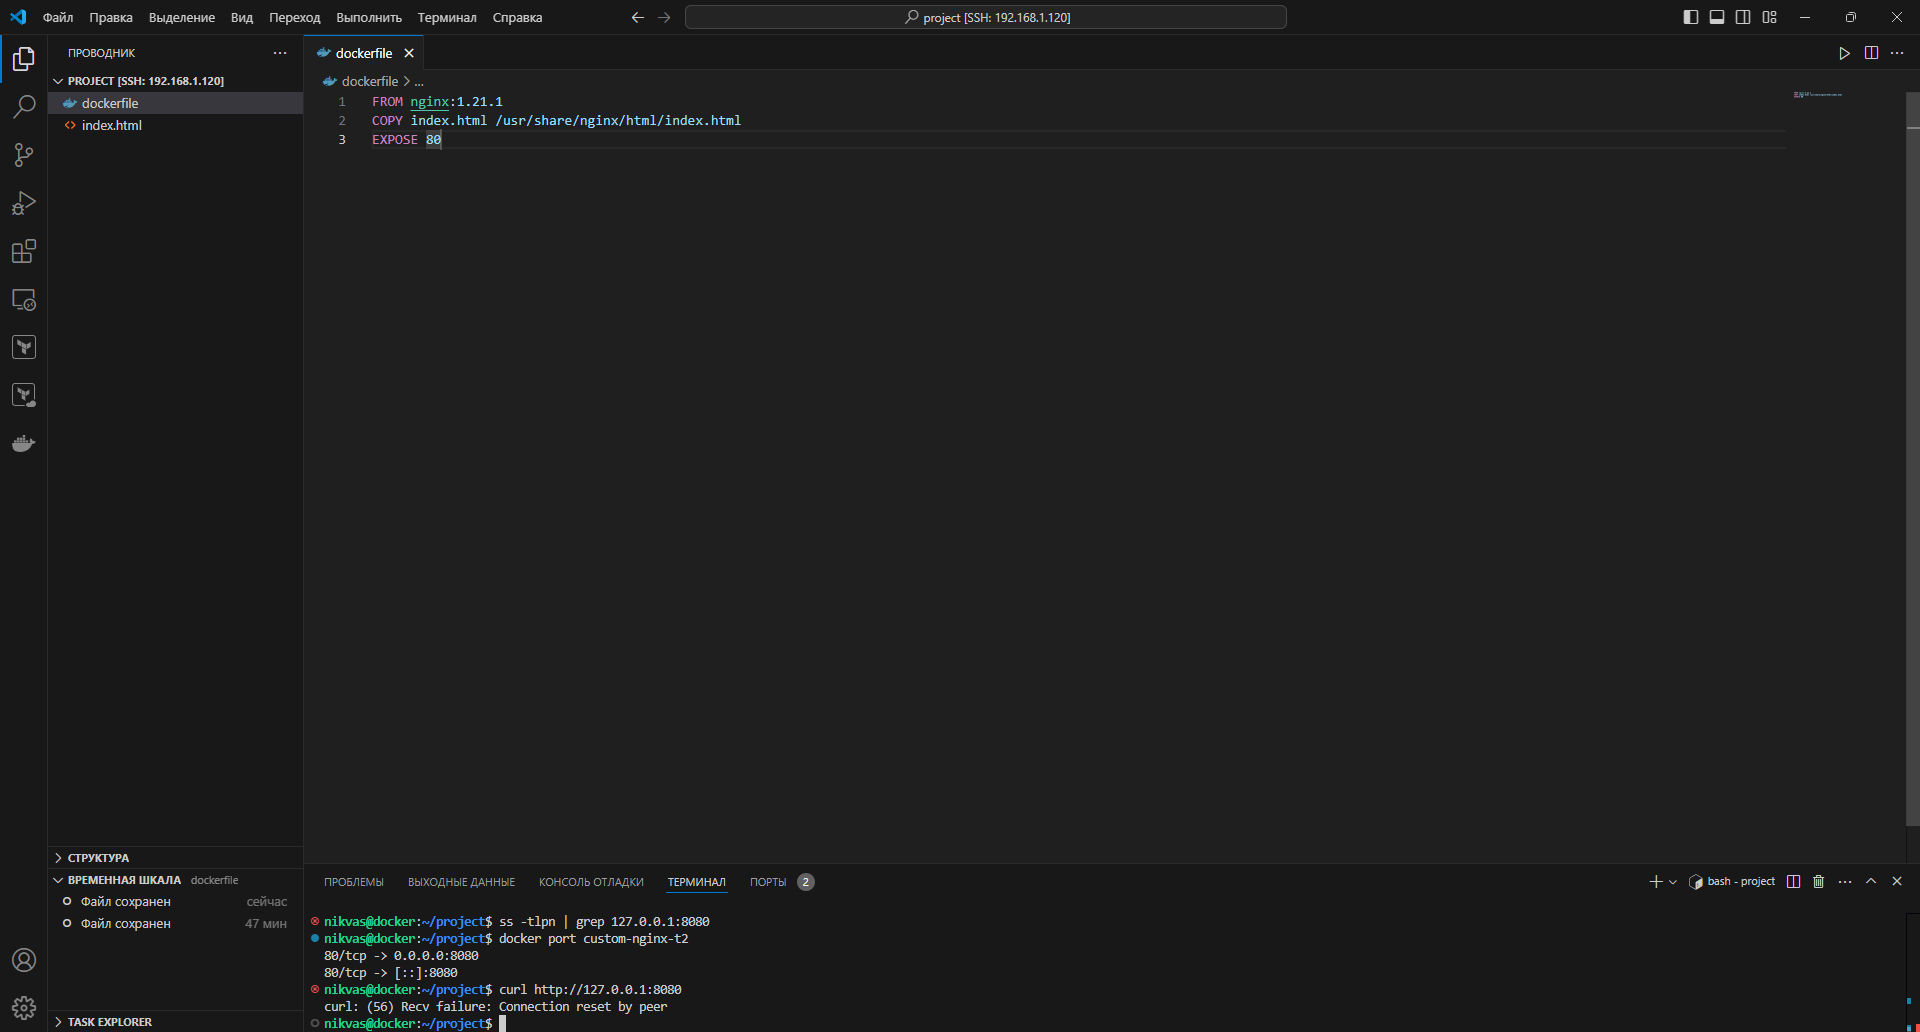 Файл Правка Выделение Вид Переход Выполнить Терминал Справка
project [SSH: 192.168.1.120]
ПРОВОДНИК
PROJECT [SSH: 192.168.1.120]
dockerfile
index.html
dockerfile
dockerfile > ...
1 FROM nginx:1.21.1
2 COPY index.html /usr/share/nginx/html/index.html
3 EXPOSE 80
СТРУКТУРА
ВРЕМЕННАЯ ШКАЛА dockerfile
Файл сохранен сейчас
Файл сохранен 47 мин
TASK EXPLORER
ПРОБЛЕМЫ ВЫХОДНЫЕ ДАННЫЕ КОНСОЛЬ ОТЛАДКИ ТЕРМИНАЛ ПОРТЫ 2
bash - project
nikvas@docker:~/project$ ss -tlpn | grep 127.0.0.1:8080
nikvas@docker:~/project$ docker port custom-nginx-t2
80/tcp -> 0.0.0.0:8080
80/tcp -> [::]:8080
nikvas@docker:~/project$ curl http://127.0.0.1:8080
curl: (56) Recv failure: Connection reset by peer
nikvas@docker:~/project$